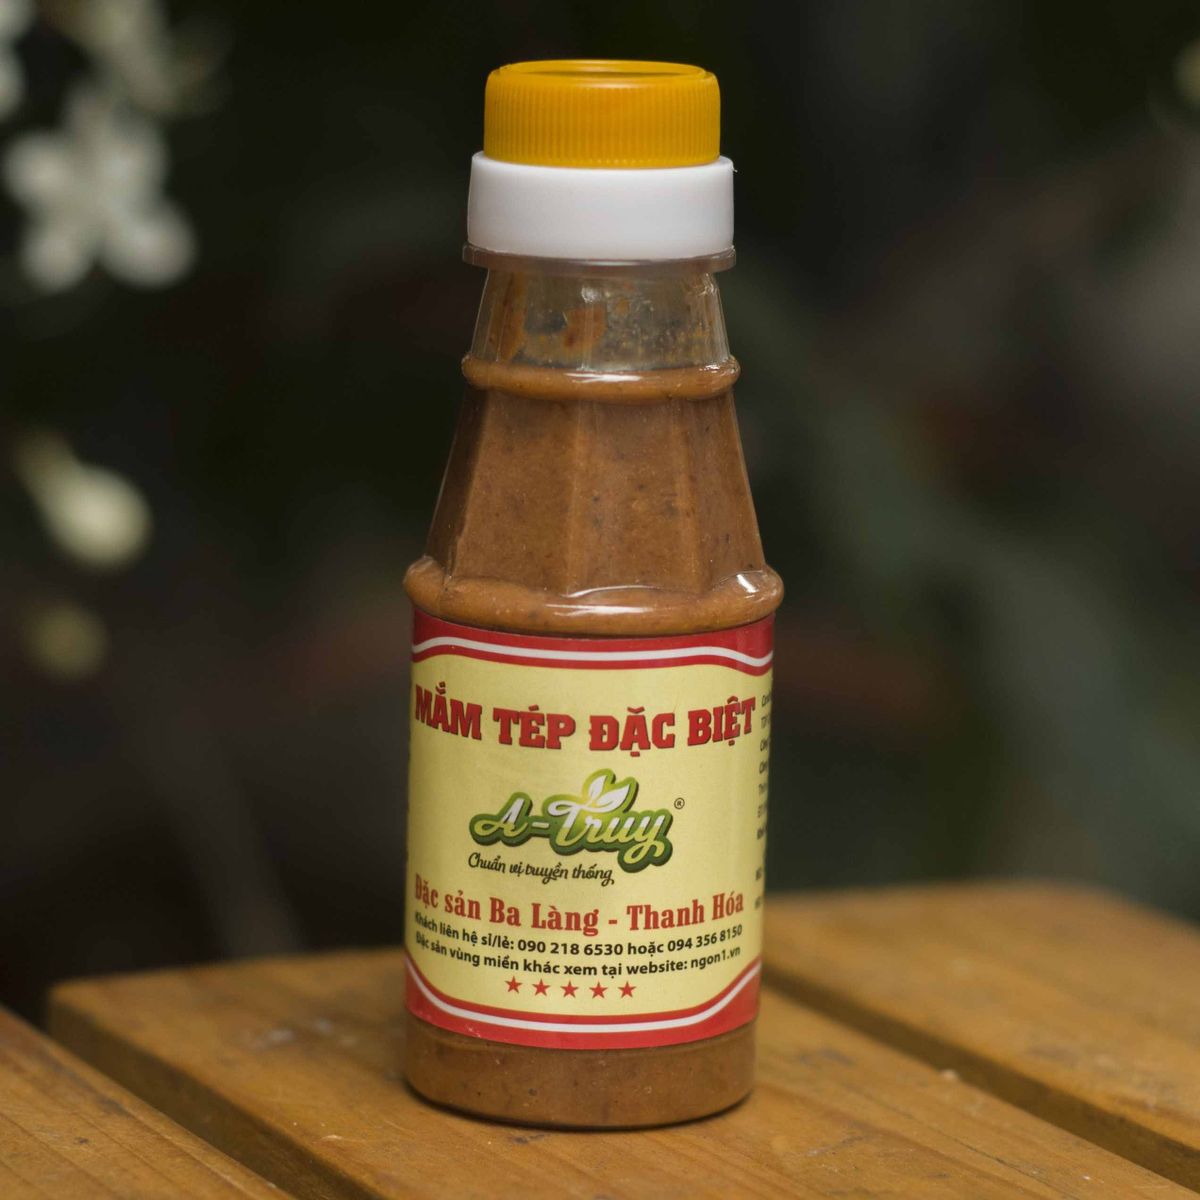 MẮM TÉP ĐẶC BIỆT
A-Truy®
Chuẩn vị truyền thống
Đặc sản Ba Làng - Thanh Hóa
Khách liên hệ sỉ/lẻ: 090 218 6530 hoặc 094 356 8150
Đặc sản vùng miền khác xem tại website: ngon1.vn